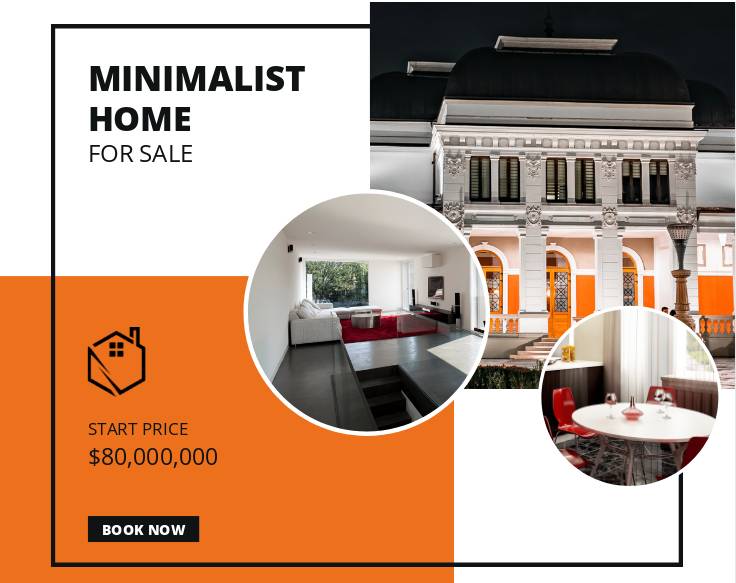 MINIMALIST
HOME
FOR SALE
START PRICE
$80,000,000
BOOK NOW